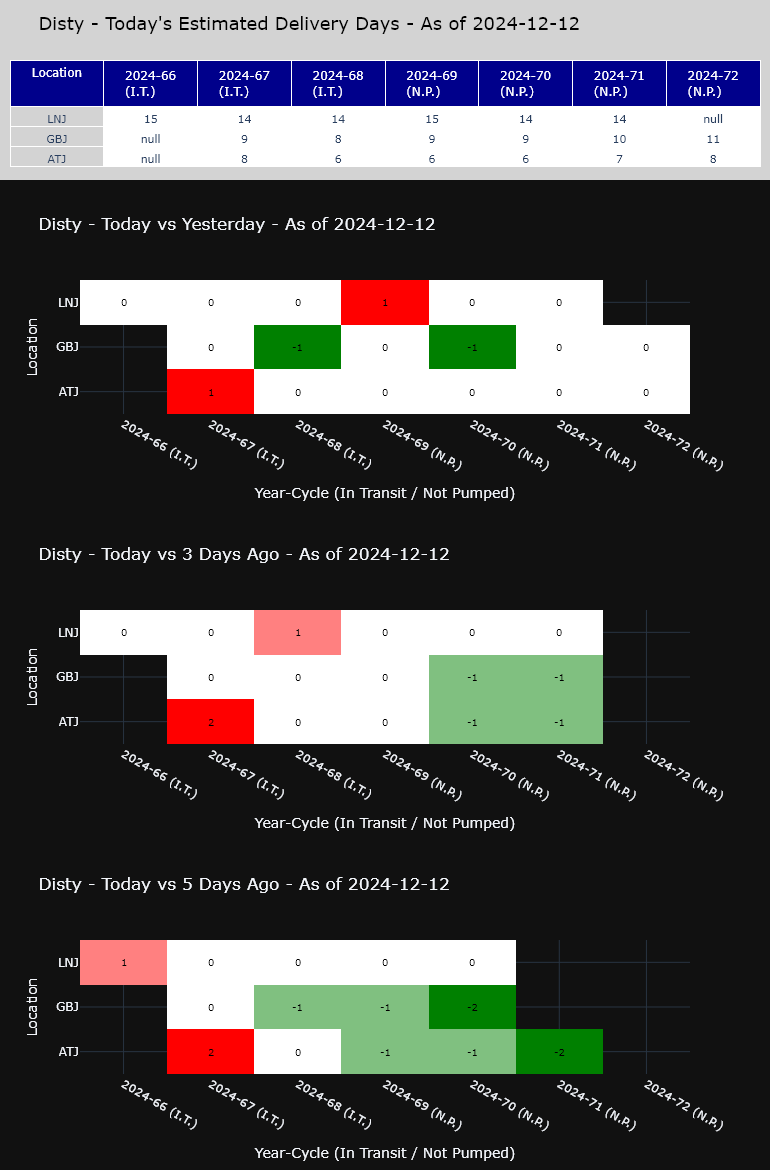 Disty - Today's Estimated Delivery Days - As of 2024-12-12
Location 2024-66 (I.T.) 2024-67 (I.T.) 2024-68 (I.T.) 2024-69 (N.P.) 2024-70 (N.P.) 2024-71 (N.P.) 2024-72 (N.P.)
LNJ 15 14 14 15 14 14 null
GBJ null 9 8 9 9 10 11
ATJ null 8 6 6 6 7 8
Disty - Today vs Yesterday - As of 2024-12-12
Location
LNJ 0 0 0 1 0 0
GBJ 0 -1 0 -1 0 0
ATJ 1 0 0 0 0 0
2024-66 (I.T.) 2024-67 (I.T.) 2024-68 (I.T.) 2024-69 (N.P.) 2024-70 (N.P.) 2024-71 (N.P.) 2024-72 (N.P.)
Year-Cycle (In Transit / Not Pumped)
Disty - Today vs 3 Days Ago - As of 2024-12-12
Location
LNJ 0 0 1 0 0 0
GBJ 0 0 0 -1 -1
ATJ 2 0 0 -1 -1
2024-66 (I.T.) 2024-67 (I.T.) 2024-68 (I.T.) 2024-69 (N.P.) 2024-70 (N.P.) 2024-71 (N.P.) 2024-72 (N.P.)
Year-Cycle (In Transit / Not Pumped)
Disty - Today vs 5 Days Ago - As of 2024-12-12
Location
LNJ 1 0 0 0 0
GBJ 0 -1 -1 -2
ATJ 2 0 -1 -1 -2
2024-66 (I.T.) 2024-67 (I.T.) 2024-68 (I.T.) 2024-69 (N.P.) 2024-70 (N.P.) 2024-71 (N.P.) 2024-72 (N.P.)
Year-Cycle (In Transit / Not Pumped)